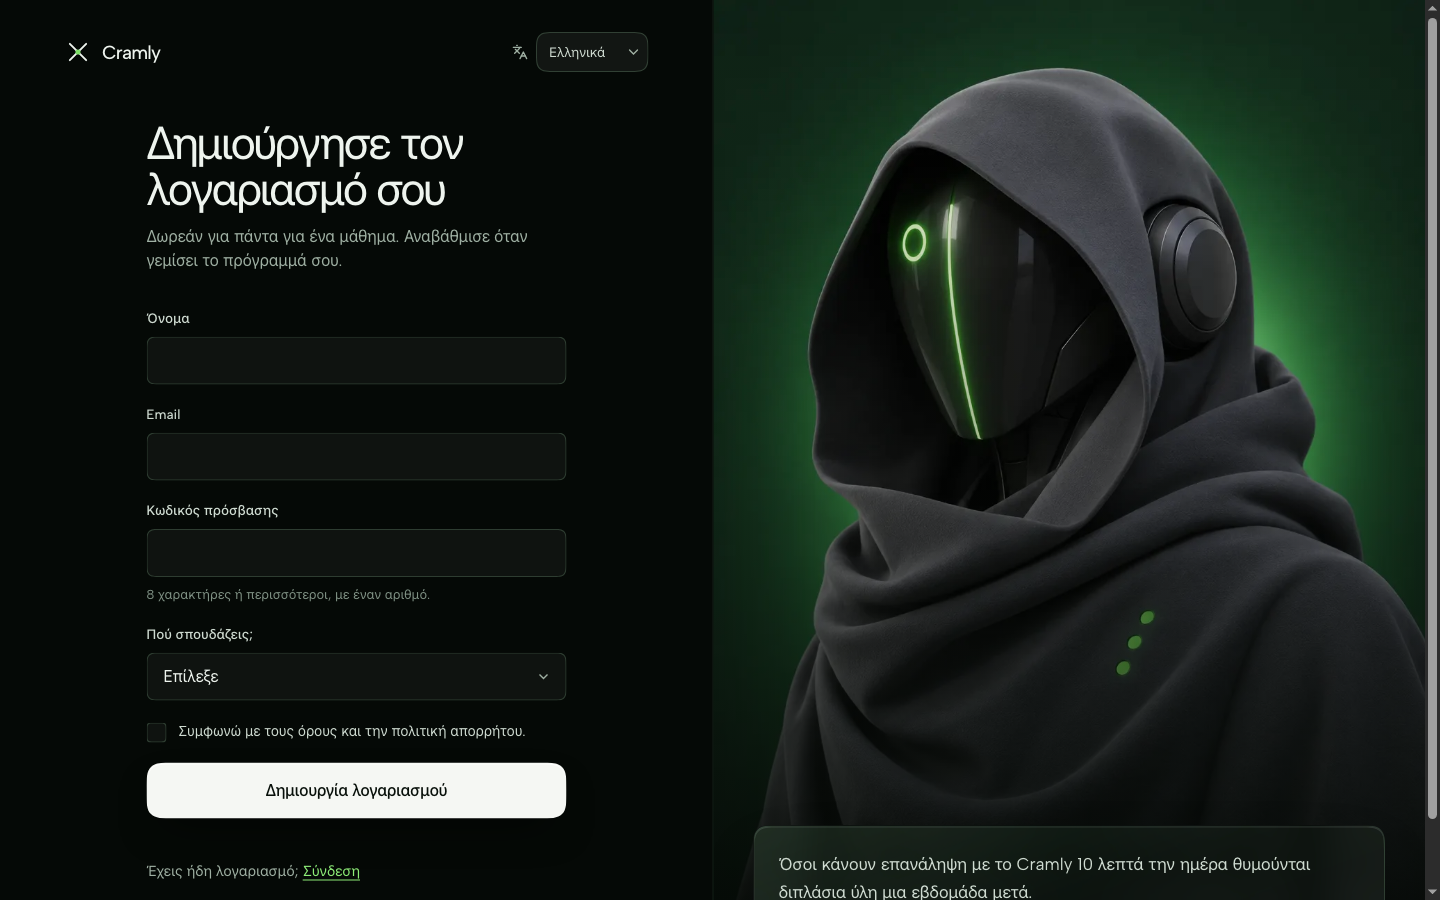 Cramly
Ελληνικά
Δημιούργησε τον
λογαριασμό σου
Δωρεάν για πάντα για ένα μάθημα. Αναβάθμισε όταν
γεμίσει το πρόγραμμά σου.
Όνομα
Email
Κωδικός πρόσβασης
8 χαρακτήρες ή περισσότεροι, με έναν αριθμό.
Πού σπουδάζεις;
Επίλεξε
Συμφωνώ με τους όρους και την πολιτική απορρήτου.
Δημιουργία λογαριασμού
Έχεις ήδη λογαριασμό; Σύνδεση
Όσοι κάνουν επανάληψη με το Cramly 10 λεπτά την ημέρα θυμούνται
διπλάσια ύλη μια εβδομάδα μετά.